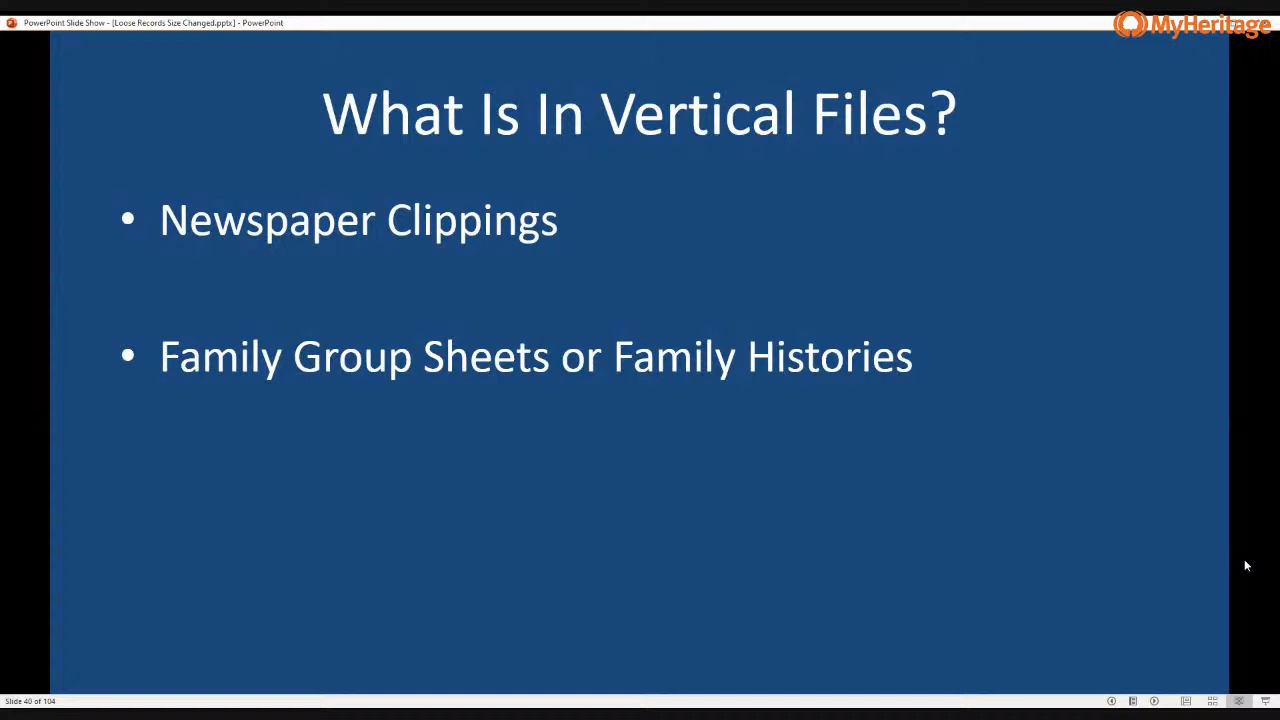 PowerPoint Slide Show - [Loose Records Size Changed.pptx] - PowerPoint
MyHeritage
What Is In Vertical Files?
• Newspaper Clippings
• Family Group Sheets or Family Histories
Slide 40 of 104